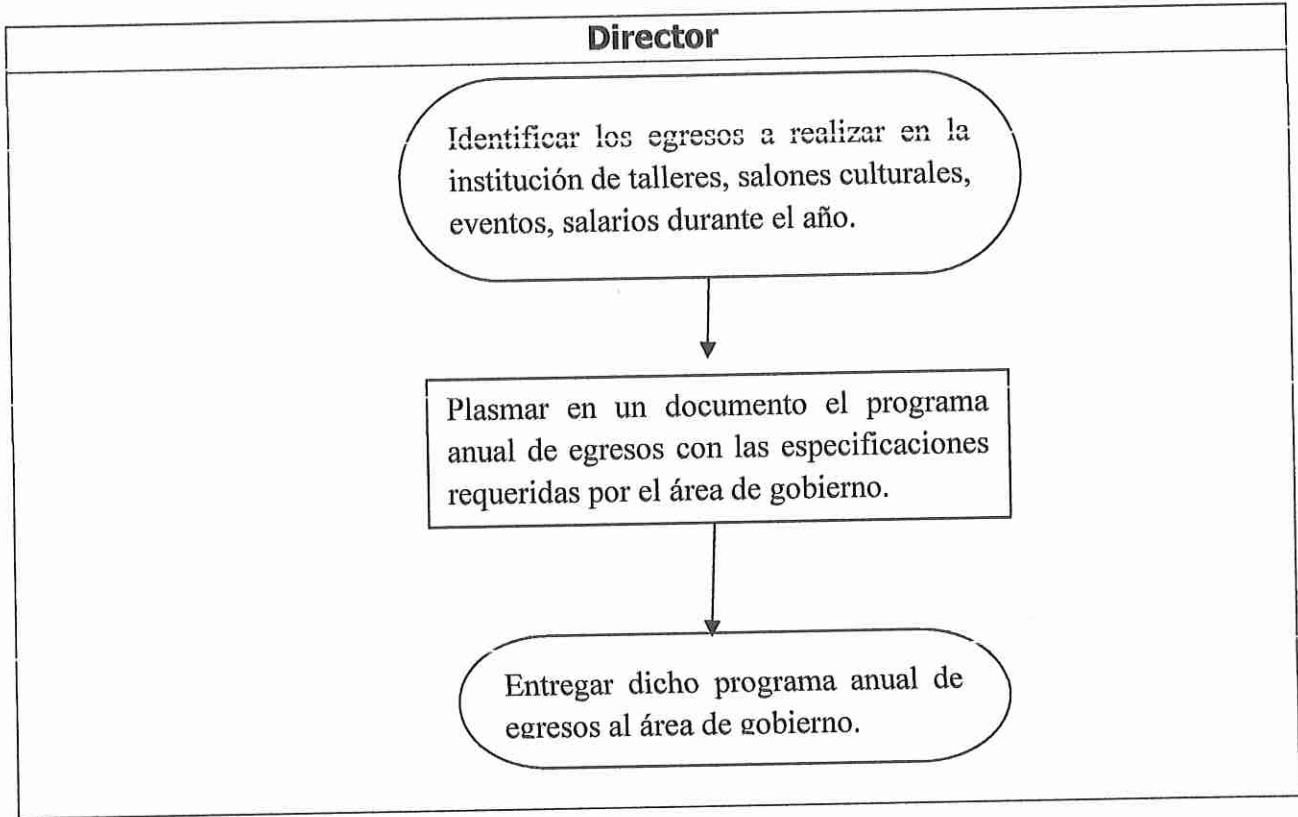 Director
Identificar los egresos a realizar en la
institución de talleres, salones culturales,
eventos, salarios durante el año.
Plasmar en un documento el programa
anual de egresos con las especificaciones
requeridas por el área de gobierno.
Entregar dicho programa anual de
egresos al área de gobierno.